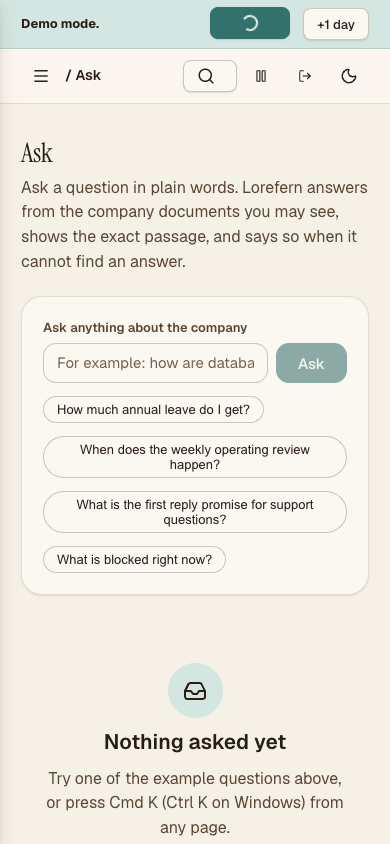 Demo mode.
+1 day
/ Ask
Ask
Ask a question in plain words. Lorefern answers
from the company documents you may see,
shows the exact passage, and says so when it
cannot find an answer.
Ask anything about the company
For example: how are databa
Ask
How much annual leave do I get?
When does the weekly operating review
happen?
What is the first reply promise for support
questions?
What is blocked right now?
Nothing asked yet
Try one of the example questions above,
or press Cmd K (Ctrl K on Windows) from
any page.